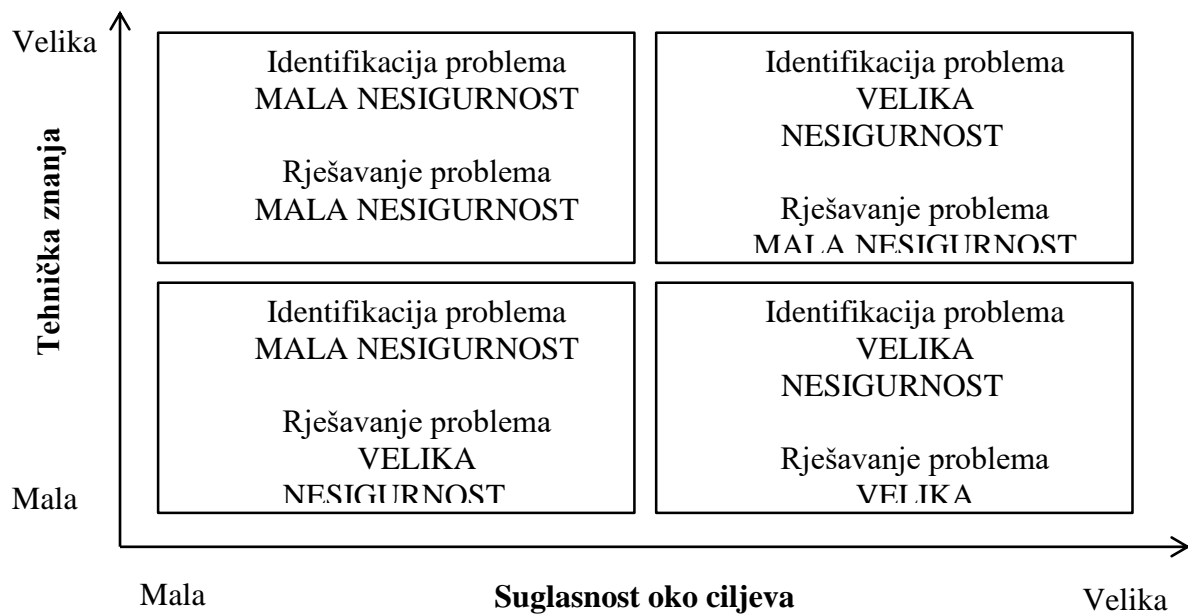 Velika
Identifikacija problema
MALA NESIGURNOST
Rješavanje problema
MALA NESIGURNOST
Identifikacija problema
VELIKA
NESIGURNOST
Rješavanje problema
MALA NESIGURNOST
Tehnička znanja
Identifikacija problema
MALA NESIGURNOST
Rješavanje problema
VELIKA
NESIGURNOST
Identifikacija problema
VELIKA
NESIGURNOST
Rješavanje problema
VELIKA
Mala
Mala
Suglasnost oko ciljeva
Velika